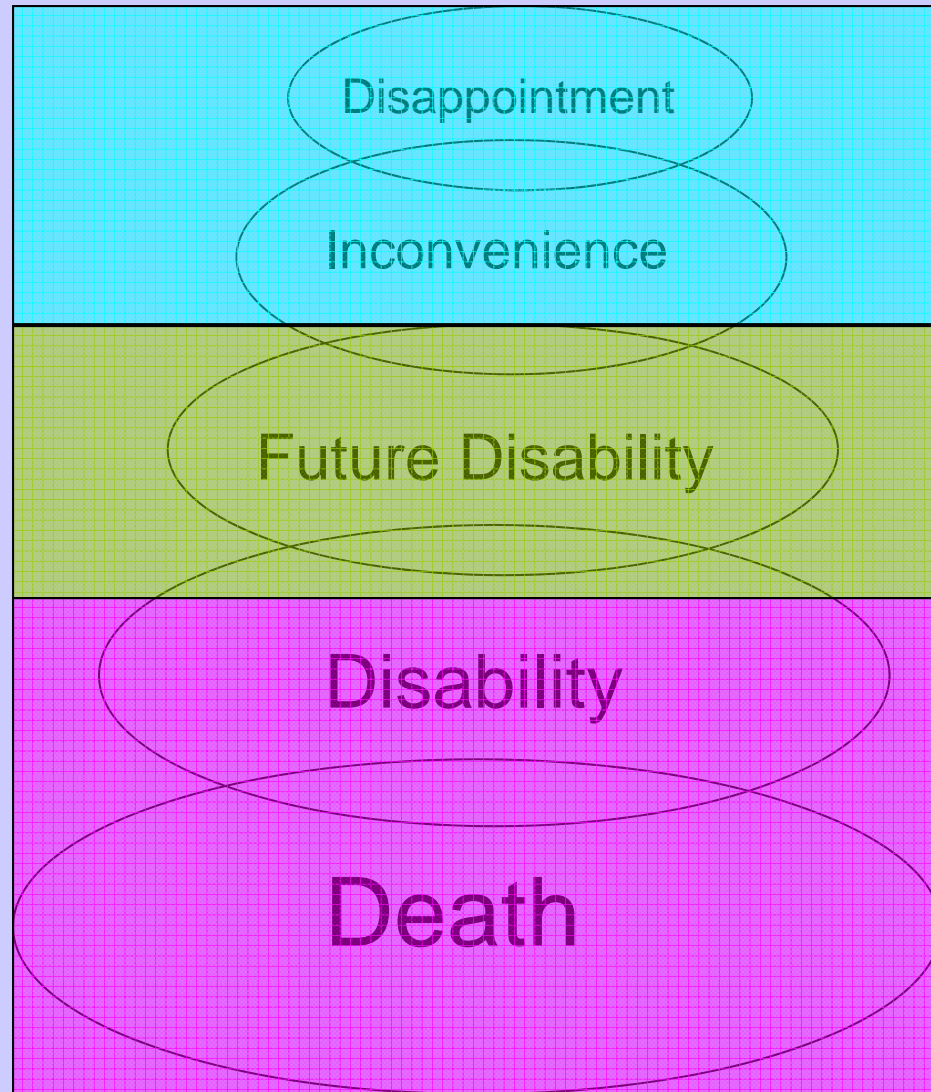 Disappointment
Inconvenience
Future Disability
Disability
Death